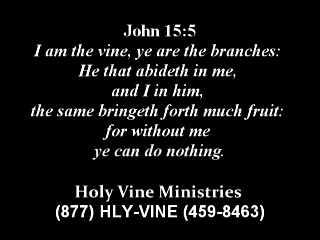 John 15:5
I am the vine, ye are the branches:
He that abideth in me,
and I in him,
the same bringeth forth much fruit:
for without me
ye can do nothing.
Holy Vine Ministries
(877) HLY-VINE (459-8463)